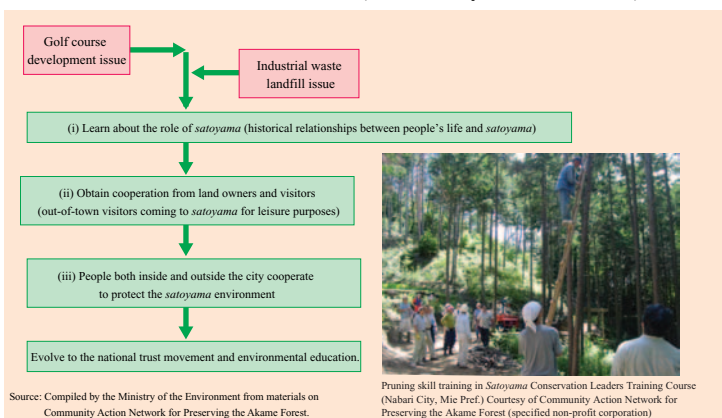 Golf course
development issue
Industrial waste
landfill issue
(i) Learn about the role of satoyama (historical relationships between people's life and satoyama)
(ii) Obtain cooperation from land owners and visitors
(out-of-town visitors coming to satoyama for leisure purposes)
(iii) People both inside and outside the city cooperate
to protect the satoyama environment
Evolve to the national trust movement and environmental education.
Source: Compiled by the Ministry of the Environment from materials on
Community Action Network for Preserving the Akame Forest.
Pruning skill training in Satoyama Conservation Leaders Training Course
(Nabari City, Mie Pref.) Courtesy of Community Action Network for
Preserving the Akame Forest (specified non-profit corporation)